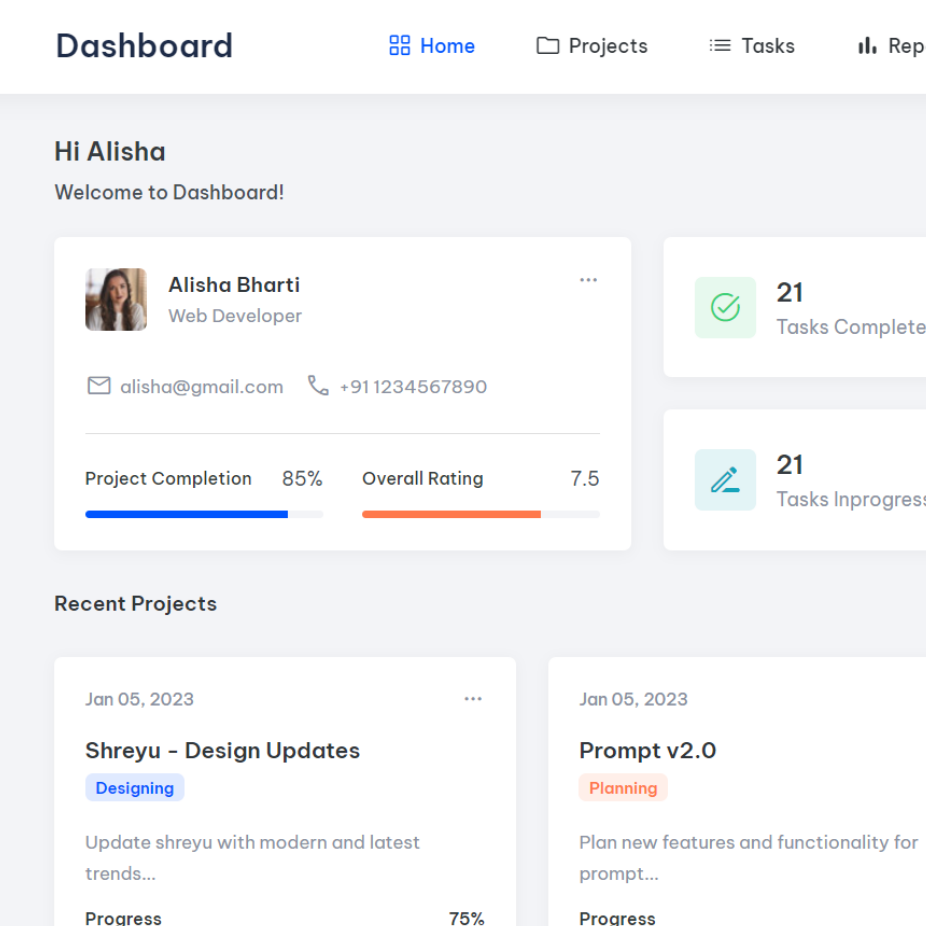 Dashboard
Home
Projects
Tasks
Hi Alisha
Welcome to Dashboard!
Alisha Bharti
Web Developer
alisha@gmail.com
+91 1234567890
Project Completion 85%
Overall Rating 7.5
21
Tasks Complete
21
Tasks Inprogress
Recent Projects
Jan 05, 2023
Shreyu - Design Updates
Designing
Update shreyu with modern and latest
trends...
Progress 75%
Jan 05, 2023
Prompt v2.0
Planning
Plan new features and functionality for
prompt...
Progress